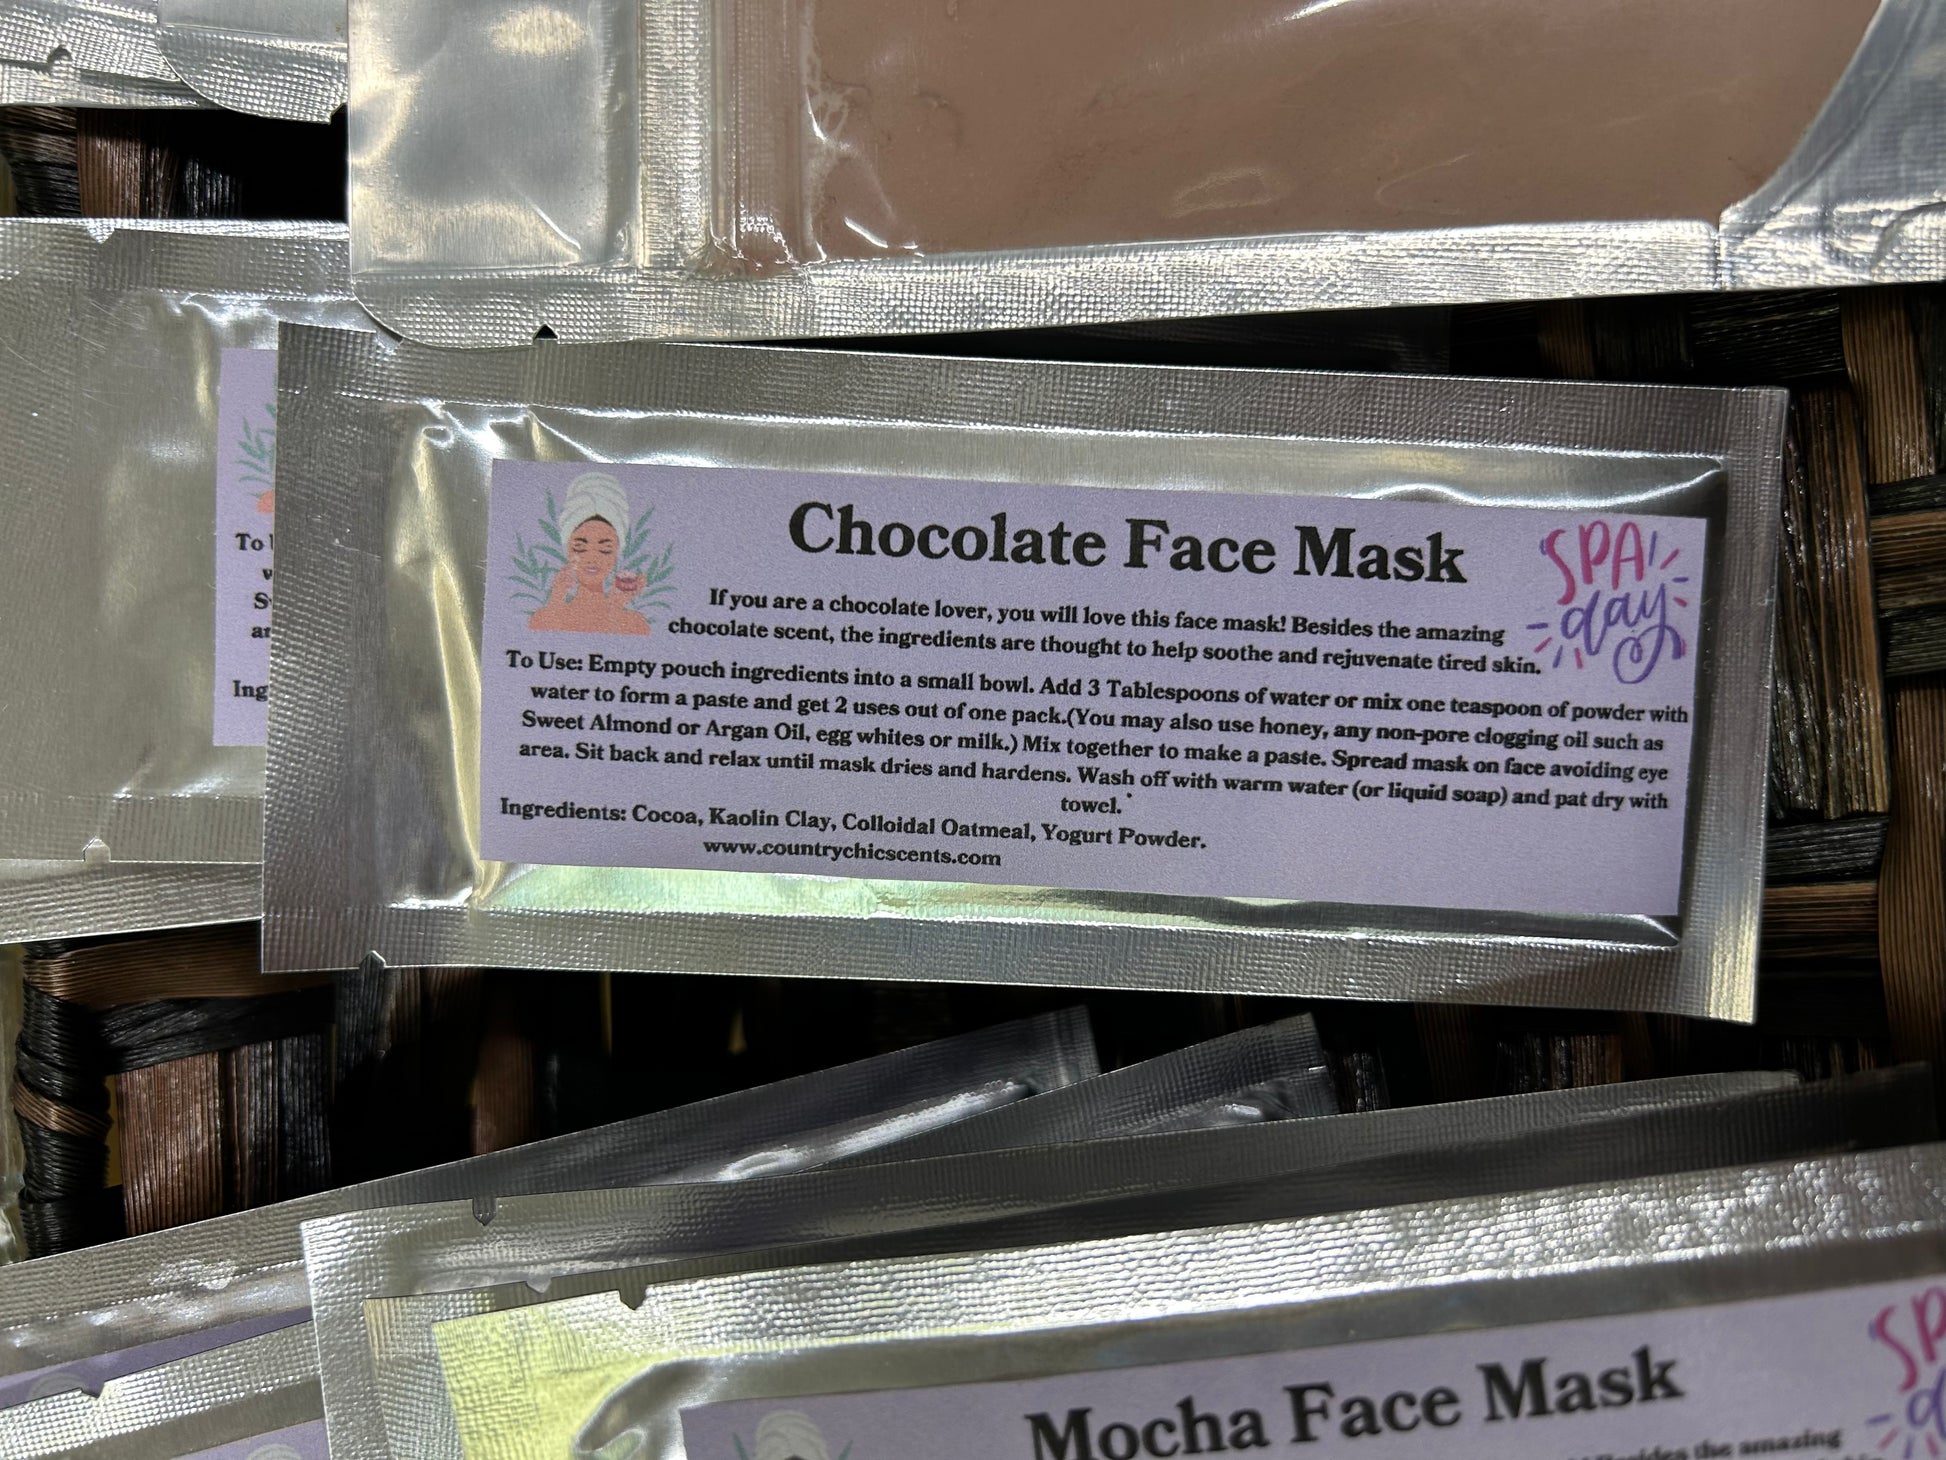 Chocolate Face Mask
SPA
day
If you are a chocolate lover, you will love this face mask! Besides the amazing
chocolate scent, the ingredients are thought to help soothe and rejuvenate tired skin.
To Use: Empty pouch ingredients into a small bowl. Add 3 Tablespoons of water or mix one teaspoon of powder with
water to form a paste and get 2 uses out of one pack.(You may also use honey, any non-pore clogging oil such as
Sweet Almond or Argan Oil, egg whites or milk.) Mix together to make a paste. Spread mask on face avoiding eye
area. Sit back and relax until mask dries and hardens. Wash off with warm water (or liquid soap) and pat dry with
towel.
Ingredients: Cocoa, Kaolin Clay, Colloidal Oatmeal, Yogurt Powder.
www.countrychicscents.com
To
Ing
Mocha Face Mask
SP
Besides the amazing